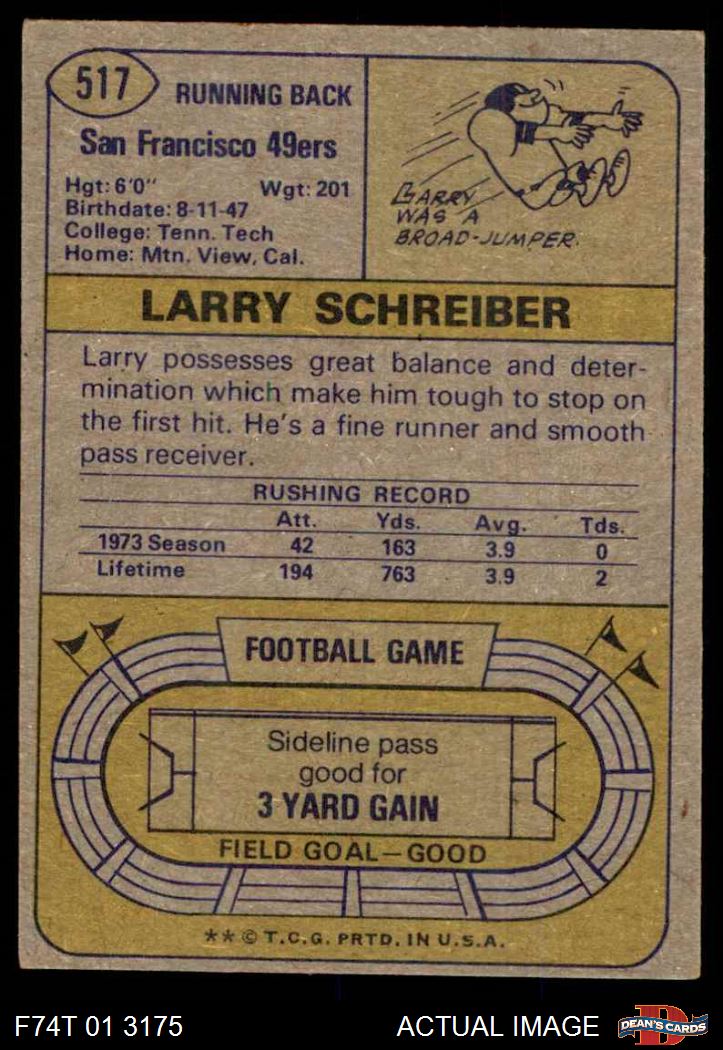 517
RUNNING BACK
San Francisco 49ers
Hgt: 6'0" Wgt: 201
Birthdate: 8-11-47
College: Tenn. Tech
Home: Mtn. View, Cal.
LARRY
WAS A
BROAD-JUMPER.
LARRY SCHREIBER
Larry possesses great balance and deter-
mination which make him tough to stop on
the first hit. He's a fine runner and smooth
pass receiver.
RUSHING RECORD
Att. Yds. Avg. Tds.
1973 Season 42 163 3.9 0
Lifetime 194 763 3.9 2
FOOTBALL GAME
Sideline pass
good for
3 YARD GAIN
FIELD GOAL—GOOD
** © T.C.G. PRTD. IN U.S.A.
F74T 01 3175 ACTUAL IMAGE
D
DEAN'S CARDS